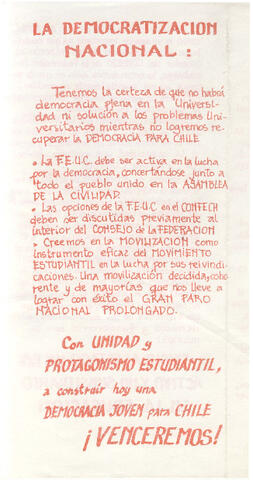 LA DEMOCRATIZACION
NACIONAL :
Tenemos la certeza de que no habrá
democracia plena en la Universi-
dad ni solución a los problemas Uni-
versitarios mientras no logremos re-
cuperar la DEMOCRACIA PARA CHILE
• La F.E.U.C. debe ser activa en la lucha
por la democracia, concertándose junto a
todo el pueblo unido en la ASAMBLEA
DE LA CIVILIDAD.
• Las opciones de la F.E.U.C en el CONFECH
deben ser discutidas previamente al
interior del CONSEJO de la FEDERACION
• Creemos en la MOVILIZACION como
instrumento eficaz del MOVIMIENTO
ESTUDIANTIL en la lucha por sus reivindi-
caciones. Una movilización decidida, cohe-
rente y de mayorías que nos lleve a
lograr con éxito el GRAN PARO
NACIONAL PROLONGADO.
Con UNIDAD y
PROTAGONISMO ESTUDIANTIL,
a construir hoy una
DEMOCRACIA JOVEN para CHILE
¡VENCEREMOS!